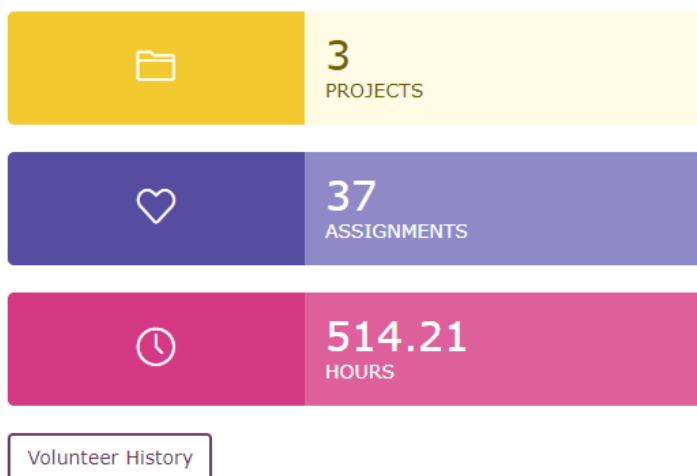 3
PROJECTS
37
ASSIGNMENTS
514.21
HOURS
Volunteer History